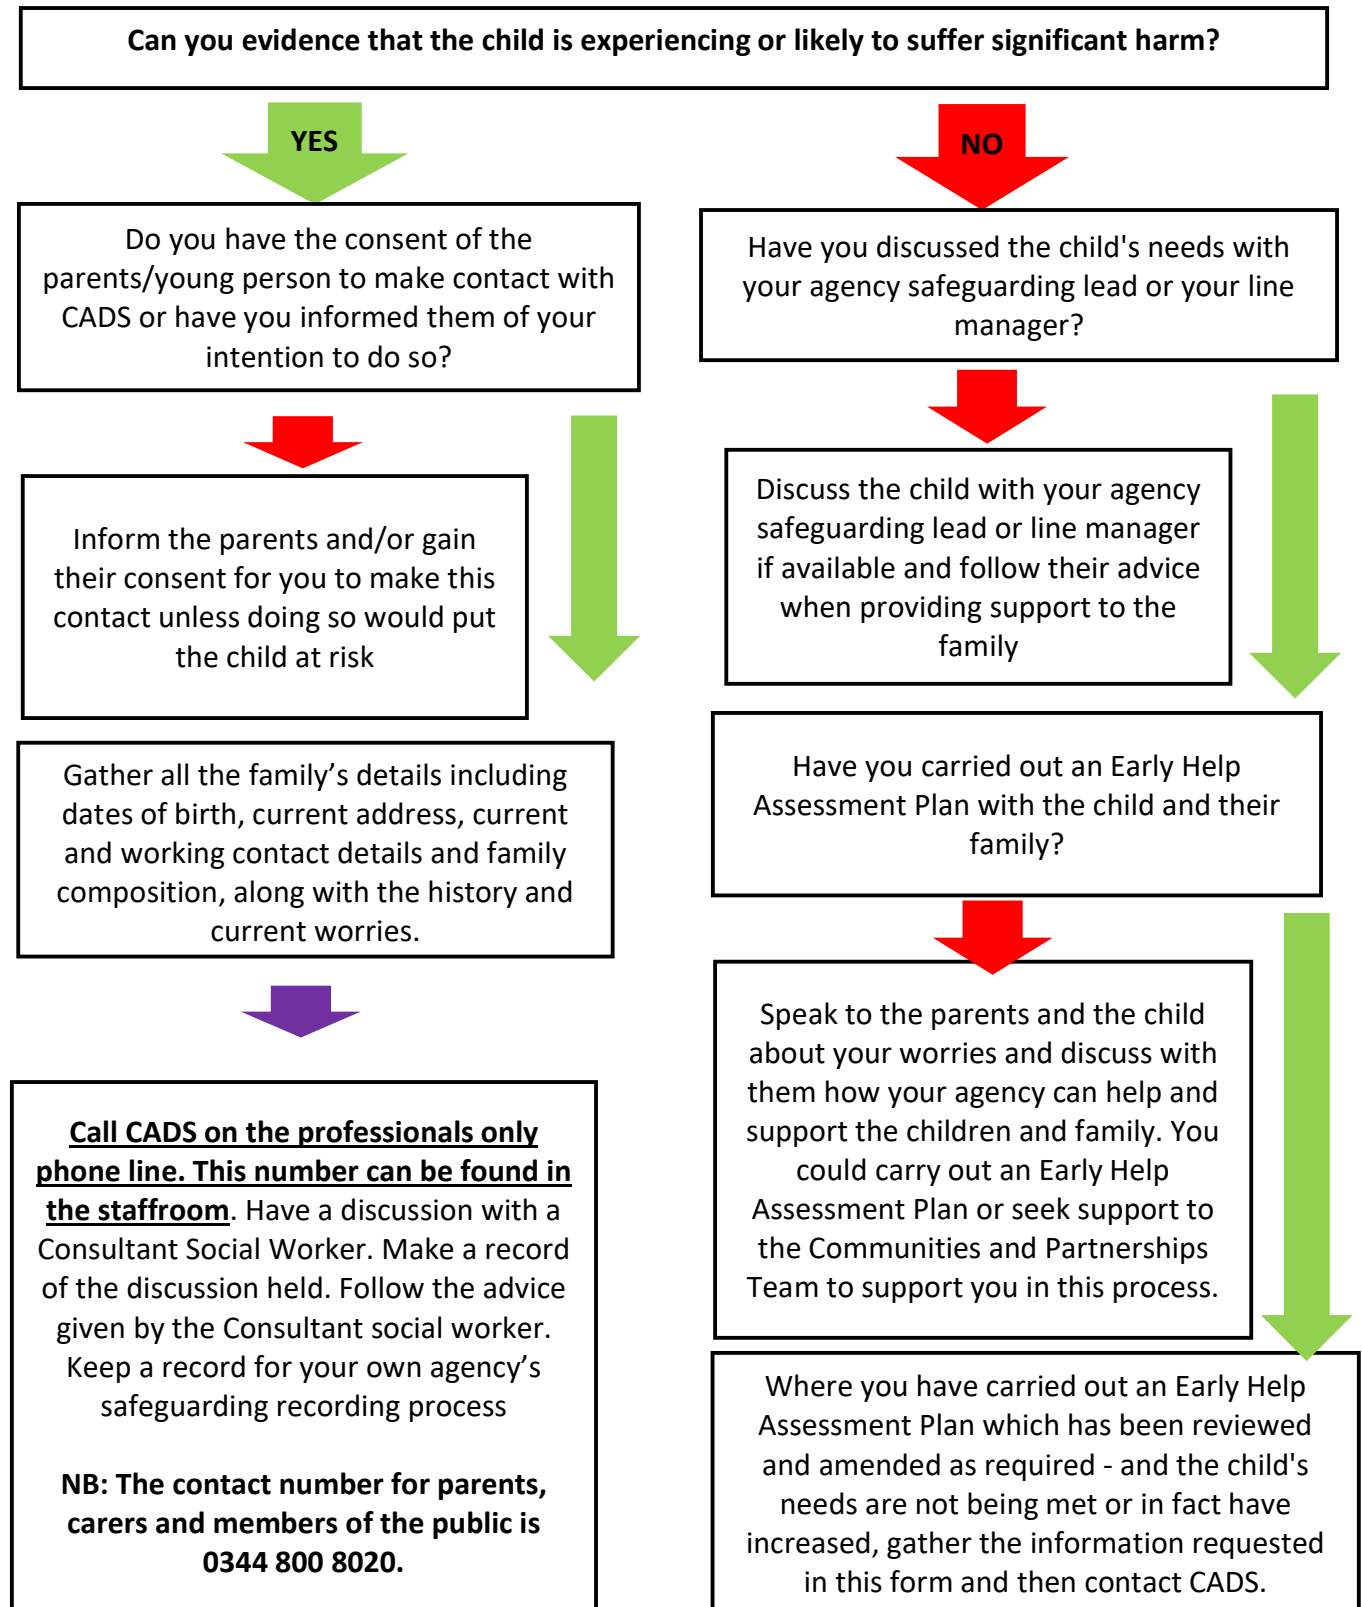 Can you evidence that the child is experiencing or likely to suffer significant harm?
YES
NO
Do you have the consent of the
parents/young person to make contact with
CADS or have you informed them of your
intention to do so?
Have you discussed the child's needs with
your agency safeguarding lead or your line
manager?
Inform the parents and/or gain
their consent for you to make this
contact unless doing so would put
the child at risk
Discuss the child with your agency
safeguarding lead or line manager
if available and follow their advice
when providing support to the
family
Gather all the family’s details including
dates of birth, current address, current
and working contact details and family
composition, along with the history and
current worries.
Have you carried out an Early Help
Assessment Plan with the child and their
family?
Call CADS on the professionals only
phone line. This number can be found in
the staffroom. Have a discussion with a
Consultant Social Worker. Make a record
of the discussion held. Follow the advice
given by the Consultant social worker.
Keep a record for your own agency’s
safeguarding recording process
NB: The contact number for parents,
carers and members of the public is
0344 800 8020.
Speak to the parents and the child
about your worries and discuss with
them how your agency can help and
support the children and family. You
could carry out an Early Help
Assessment Plan or seek support to
the Communities and Partnerships
Team to support you in this process.
Where you have carried out an Early Help
Assessment Plan which has been reviewed
and amended as required - and the child's
needs are not being met or in fact have
increased, gather the information requested
in this form and then contact CADS.